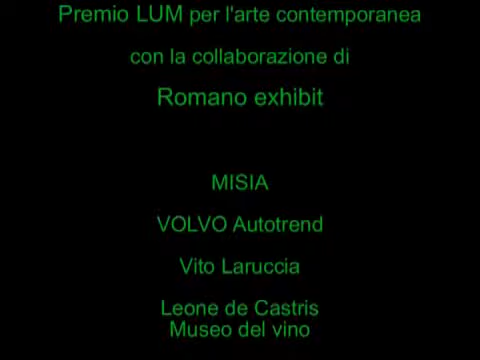 Premio LUM per l'arte contemporanea
con la collaborazione di
Romano exhibit
MISIA
VOLVO Autotrend
Vito Laruccia
Leone de Castris
Museo del vino